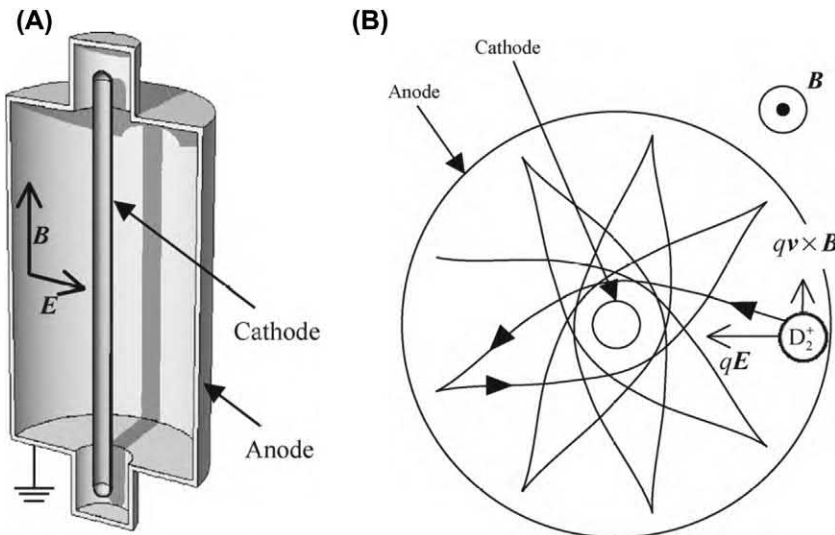 (A)
B
E
Cathode
Anode
(B)
Cathode
Anode
B
qv × B
qE
D₂⁺